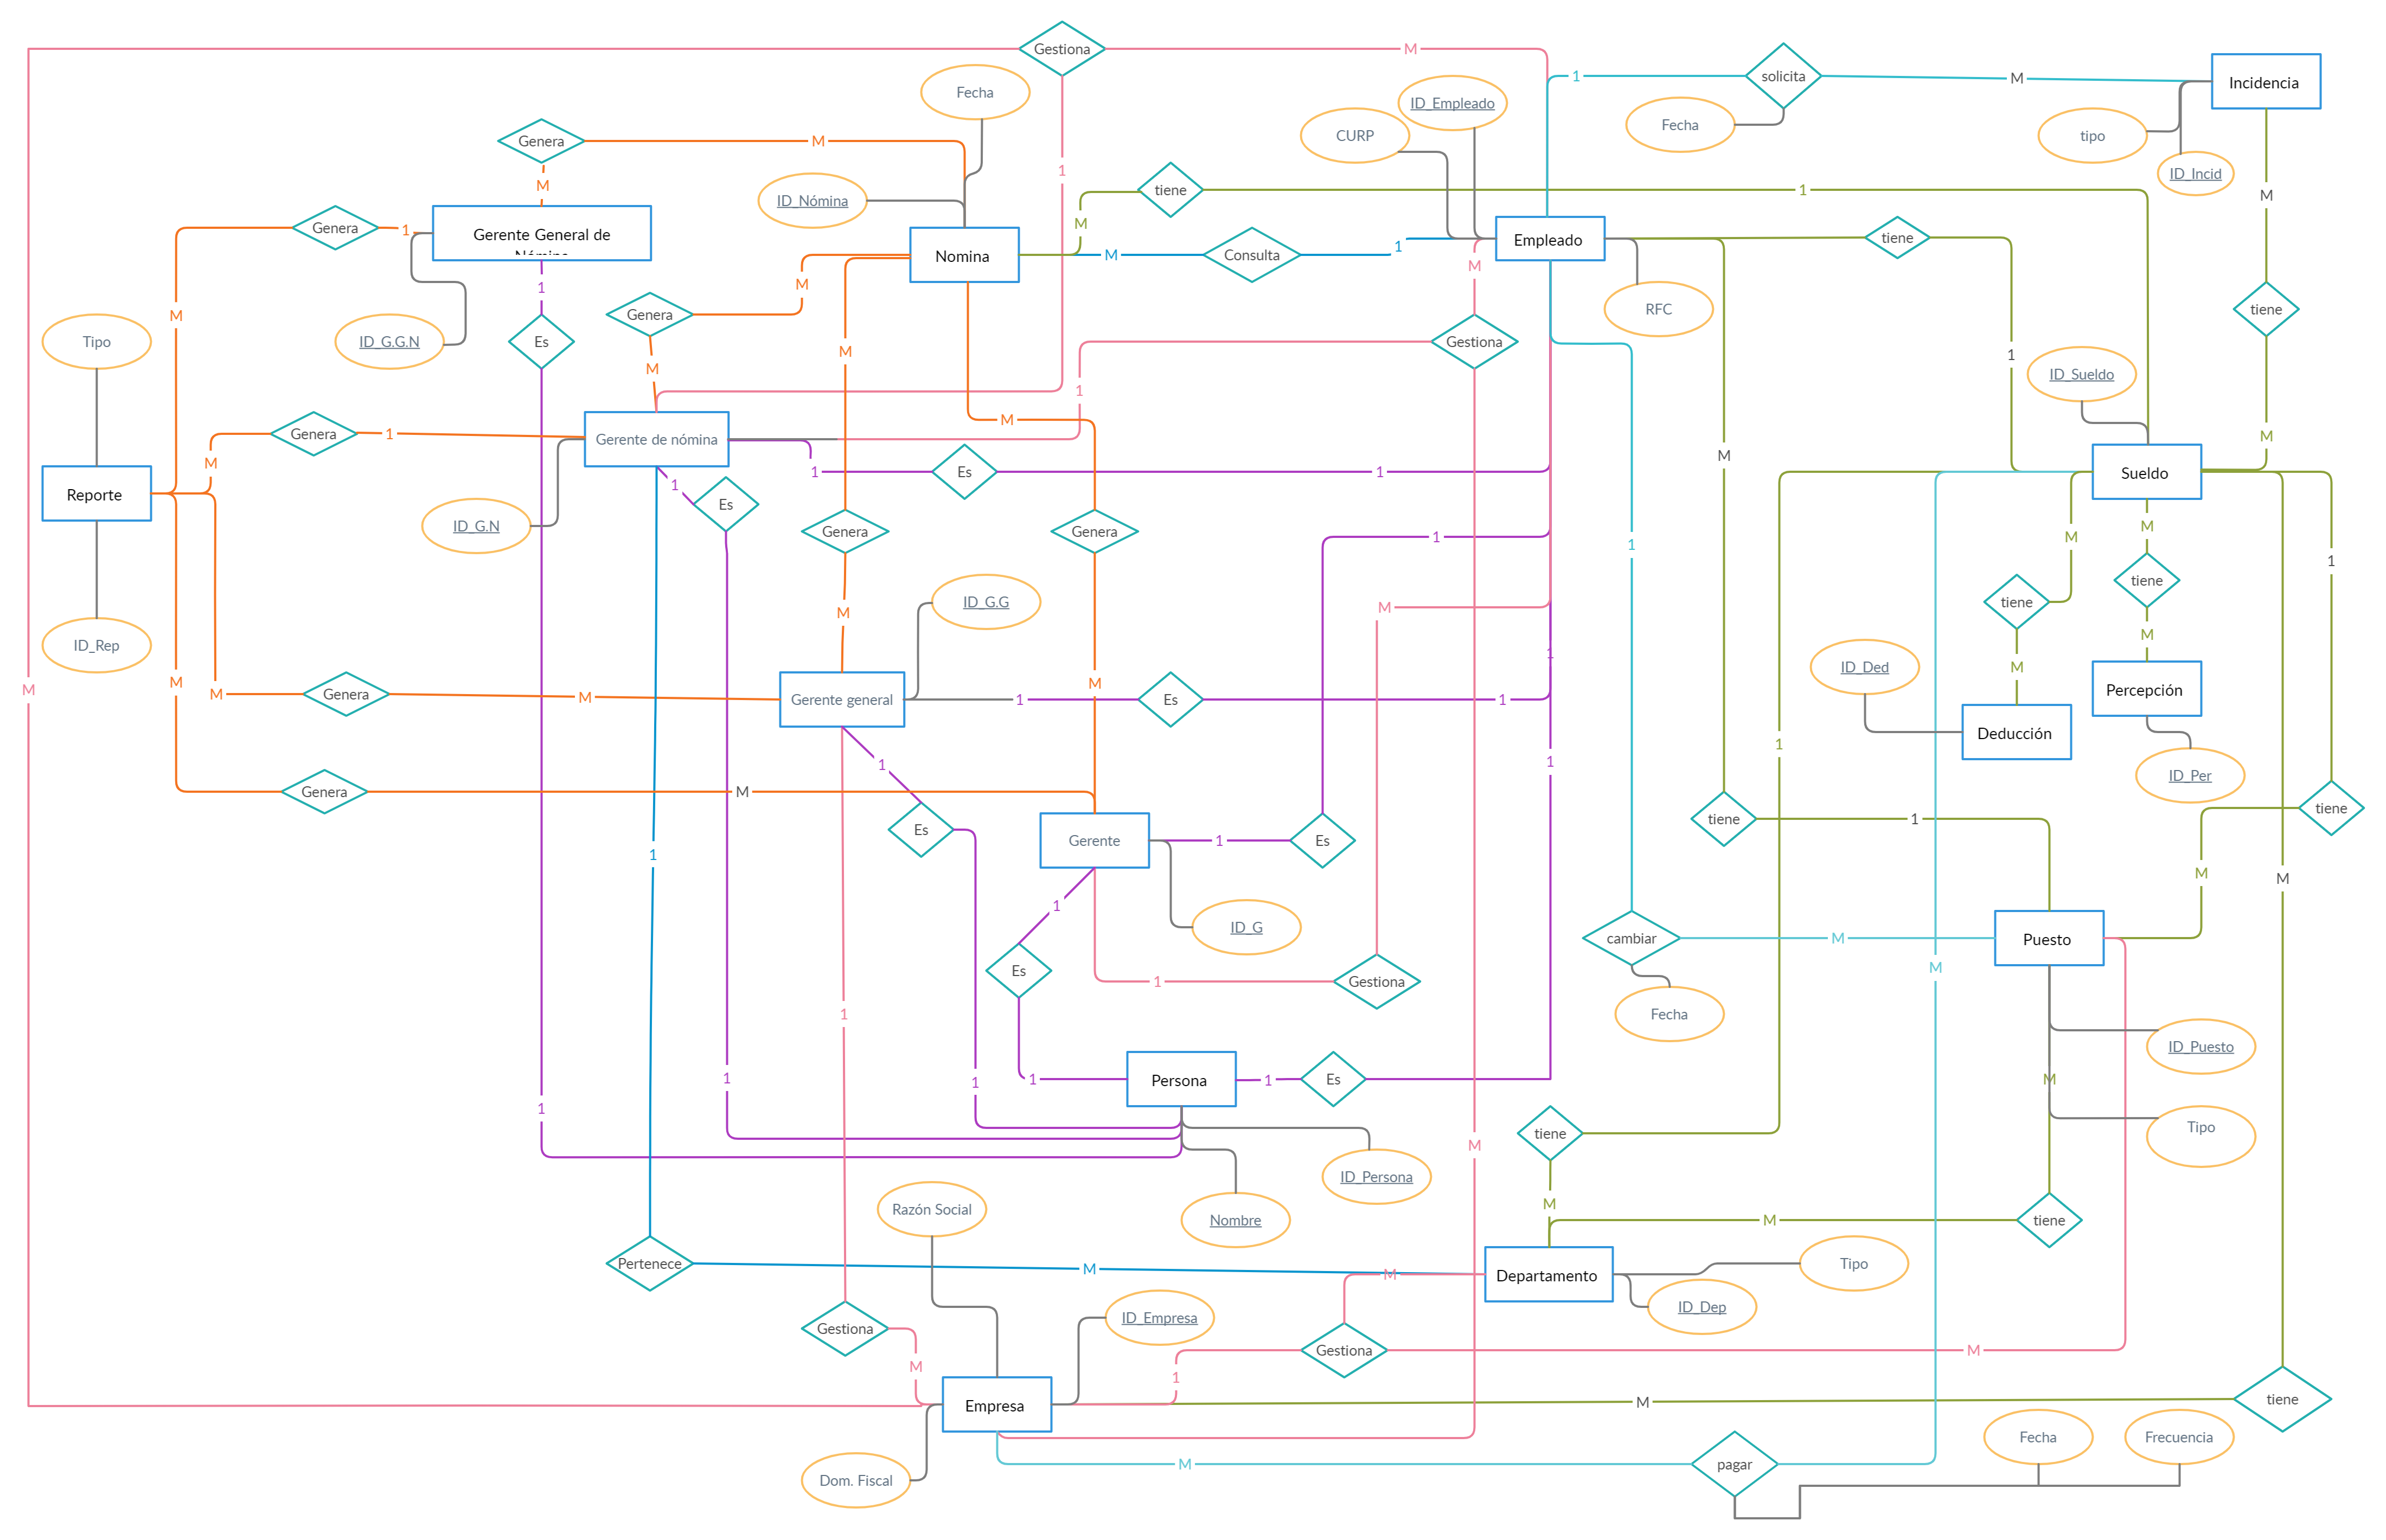 Gestiona
M
1
solicita
M
Incidencia
Fecha
ID_Empleado
CURP
Fecha
tipo
ID_Incid
Genera
M
M
1
M
ID_Nómina
tiene
1
M
Genera
1
Gerente General de
Nomina
M
Consulta
1
Empleado
tiene
M
M
RFC
tiene
M
1
Genera
M
M
Tipo
ID_G.G.N
Es
Gestiona
M
1
M
1
ID_Sueldo
Genera
1
Gerente de nómina
M
M
M
M
1
Es
1
Sueldo
Reporte
1
Es
ID_G.N
Genera
Genera
1
1
M
M
1
tiene
tiene
ID_G.G
M
M
M
M
ID_Rep
1
ID_Ded
M
M
M
Genera
M
Gerente general
1
Es
1
M
Percepción
Deducción
1
1
1
ID_Per
Genera
M
tiene
1
tiene
Es
Gerente
1
Es
1
M
M
1
ID_G
cambiar
M
Puesto
M
Es
1
Gestiona
1
Fecha
ID_Puesto
1
1
1
Persona
1
Es
M
1
Tipo
tiene
M
ID_Persona
Razón Social
Nombre
M
M
tiene
Pertenece
M
M
Departamento
Tipo
ID_Dep
Gestiona
ID_Empresa
Gestiona
M
M
1
Empresa
M
tiene
Fecha
Frecuencia
M
pagar
Dom. Fiscal